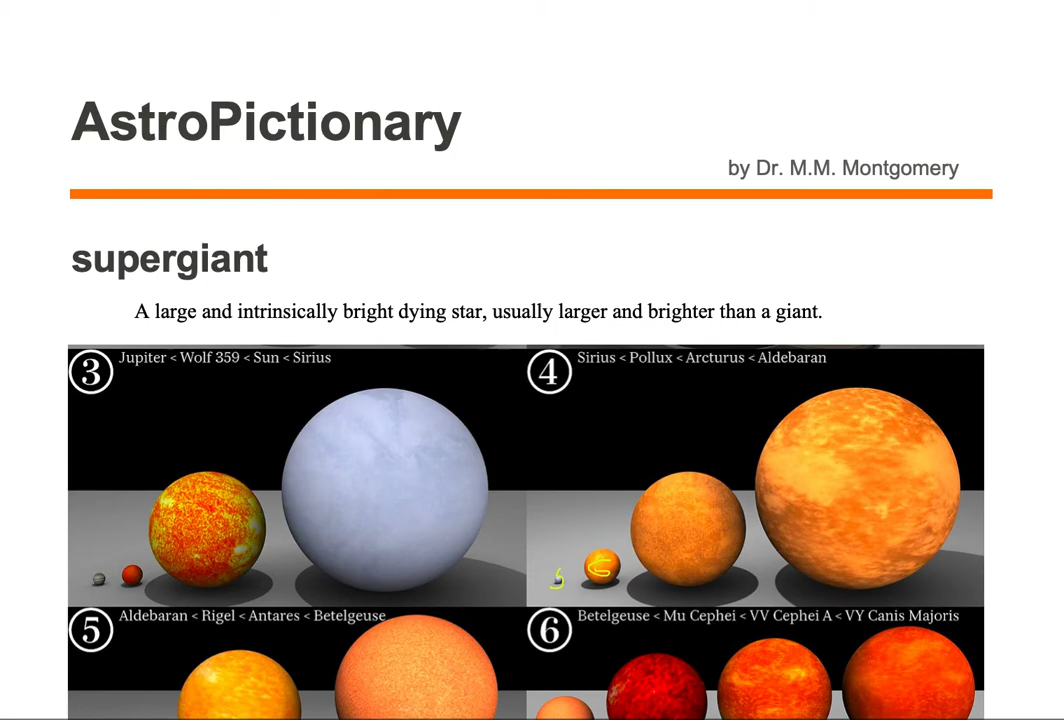 AstroPictionary
by Dr. M.M. Montgomery
supergiant
A large and intrinsically bright dying star, usually larger and brighter than a giant.
3 Jupiter < Wolf 359 < Sun < Sirius
4 Sirius < Pollux < Arcturus < Aldebaran
5 Aldebaran < Rigel < Antares < Betelgeuse
6 Betelgeuse < Mu Cephei < VV Cephei A < VY Canis Majoris